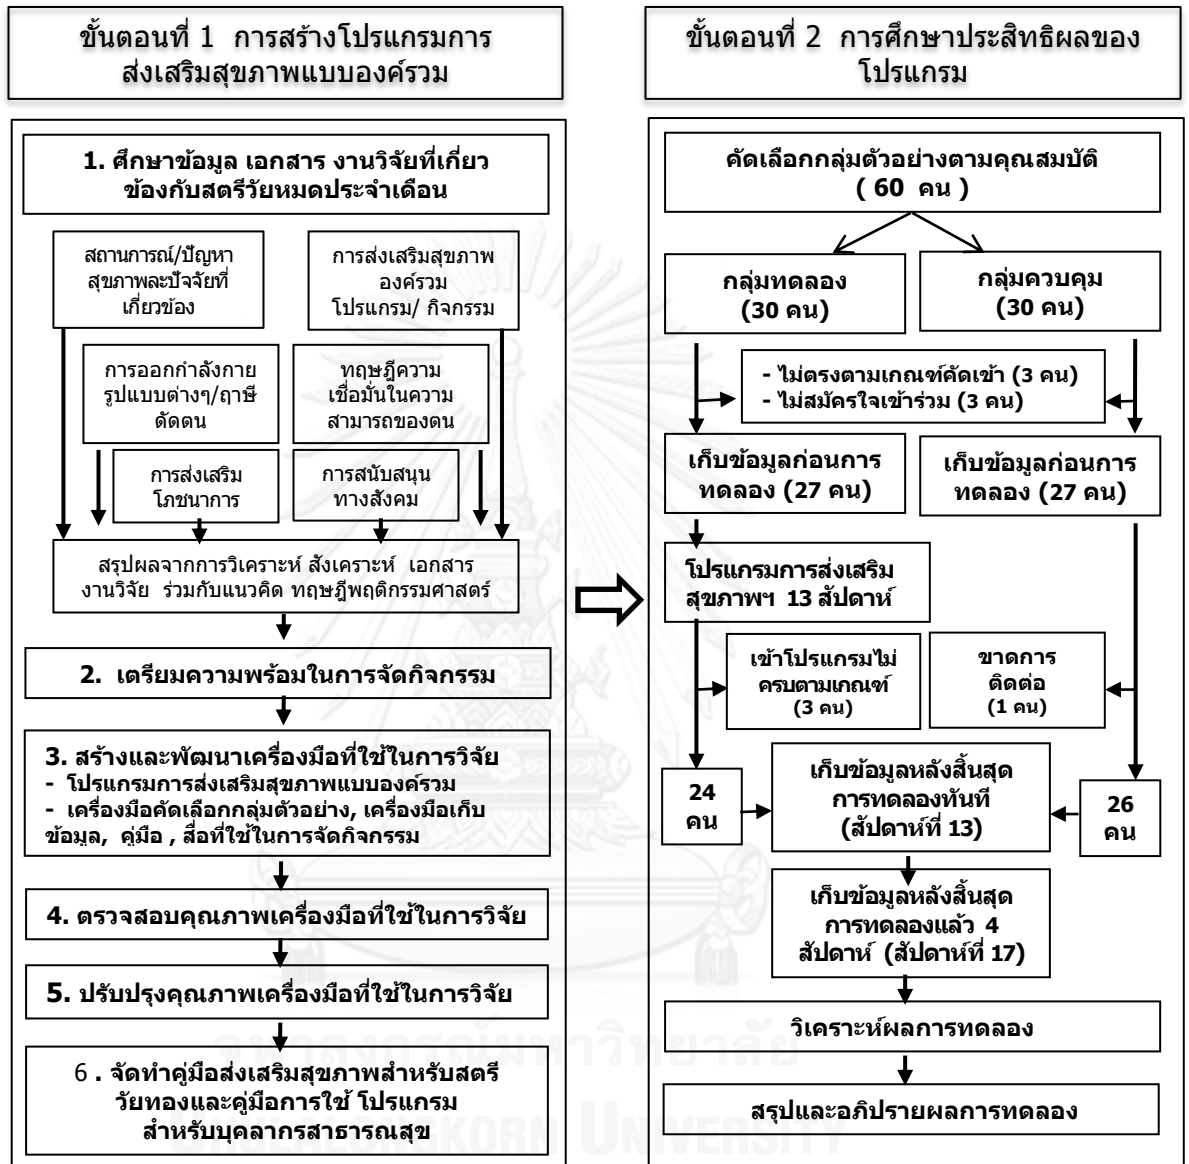 ขั้นตอนที่ 1 การสร้างโปรแกรมการ
ส่งเสริมสุขภาพแบบองค์รวม
1. ศึกษาข้อมูล เอกสาร งานวิจัยที่เกี่ยว
ข้องกับสตรีวัยหมดประจำเดือน
สถานการณ์/ปัญหา
สุขภาพละปัจจัยที่
เกี่ยวข้อง
การส่งเสริมสุขภาพ
องค์รวม
โปรแกรม/ กิจกรรม
การออกกำลังกาย
รูปแบบต่างๆ/ฤาษี
ดัดตน
ทฤษฎีความ
เชื่อมั่นในความ
สามารถของตน
การส่งเสริม
โภชนาการ
การสนับสนุน
ทางสังคม
สรุปผลจากการวิเคราะห์ สังเคราะห์ เอกสาร
งานวิจัย ร่วมกับแนวคิด ทฤษฎีพฤติกรรมศาสตร์
2. เตรียมความพร้อมในการจัดกิจกรรม
3. สร้างและพัฒนาเครื่องมือที่ใช้ในการวิจัย
- โปรแกรมการส่งเสริมสุขภาพแบบองค์รวม
- เครื่องมือคัดเลือกกลุ่มตัวอย่าง, เครื่องมือเก็บ
ข้อมูล, คู่มือ , สื่อที่ใช้ในการจัดกิจกรรม
4. ตรวจสอบคุณภาพเครื่องมือที่ใช้ในการวิจัย
5. ปรับปรุงคุณภาพเครื่องมือที่ใช้ในการวิจัย
6 . จัดทำคู่มือส่งเสริมสุขภาพสำหรับสตรี
วัยทองและคู่มือการใช้ โปรแกรม
สำหรับบุคลากรสาธารณสุข
ขั้นตอนที่ 2 การศึกษาประสิทธิผลของ
โปรแกรม
คัดเลือกกลุ่มตัวอย่างตามคุณสมบัติ
( 60 คน )
กลุ่มทดลอง
(30 คน)
กลุ่มควบคุม
(30 คน)
- ไม่ตรงตามเกณฑ์คัดเข้า (3 คน)
- ไม่สมัครใจเข้าร่วม (3 คน)
เก็บข้อมูลก่อนการ
ทดลอง (27 คน)
เก็บข้อมูลก่อนการ
ทดลอง (27 คน)
โปรแกรมการส่งเสริม
สุขภาพฯ 13 สัปดาห์
เข้าโปรแกรมไม่
ครบตามเกณฑ์
(3 คน)
ขาดการ
ติดต่อ
(1 คน)
24
คน
เก็บข้อมูลหลังสิ้นสุด
การทดลองทันที
(สัปดาห์ที่ 13)
26
คน
เก็บข้อมูลหลังสิ้นสุด
การทดลองแล้ว 4
สัปดาห์ (สัปดาห์ที่ 17)
วิเคราะห์ผลการทดลอง
สรุปและอภิปรายผลการทดลอง
จุฬาลงกรณ์มหาวิทยาลัย
CHULALONGKORN UNIVERSITY